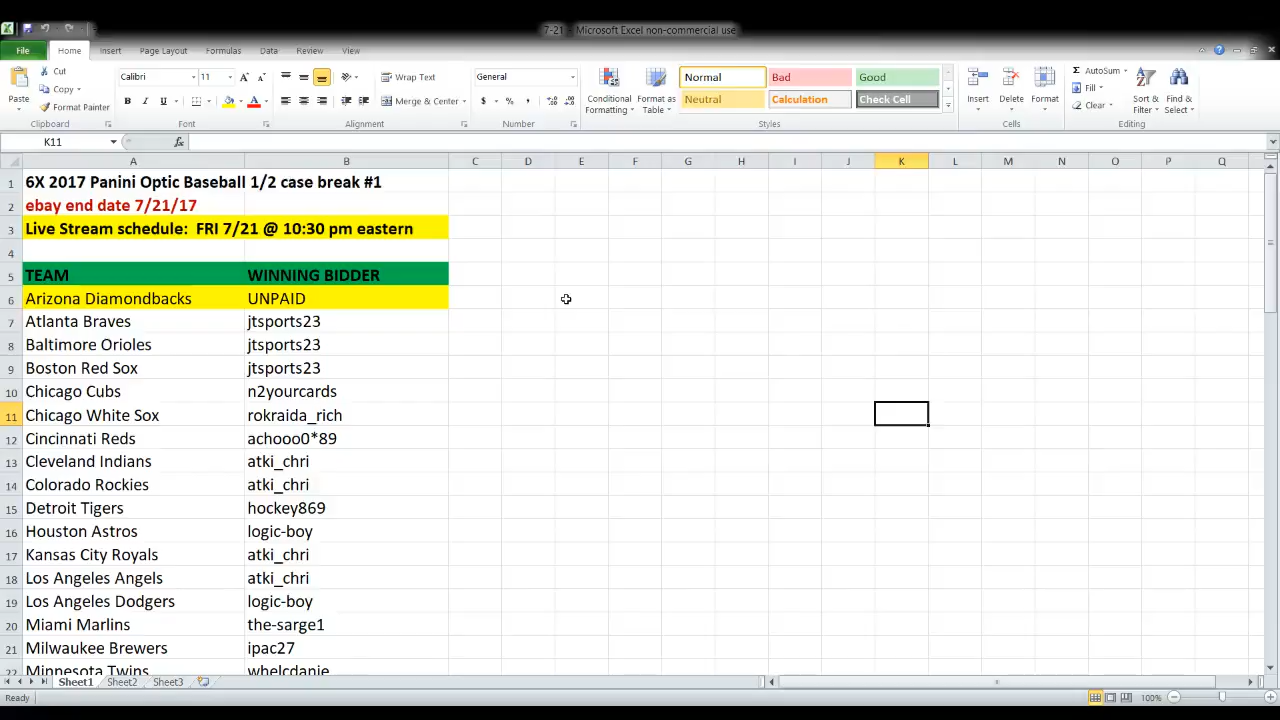 7-21 - Microsoft Excel non-commercial use
File Home Insert Page Layout Formulas Data Review View
Cut
Copy
Format Painter
Paste
Clipboard
Calibri 11
B I U
Font
Wrap Text
Merge & Center
Alignment
General
$ % ,
Number
Conditional Formatting
Format as Table
Normal Bad Good
Neutral Calculation Check Cell
Styles
Insert Delete Format
Cells
AutoSum
Fill
Clear
Sort & Filter
Find & Select
Editing
K11 fx
A B C D E F G H I J K L M N O P Q
1 6X 2017 Panini Optic Baseball 1/2 case break #1
2 ebay end date 7/21/17
3 Live Stream schedule: FRI 7/21 @ 10:30 pm eastern
4
5 TEAM WINNING BIDDER
6 Arizona Diamondbacks UNPAID
7 Atlanta Braves jtsports23
8 Baltimore Orioles jtsports23
9 Boston Red Sox jtsports23
10 Chicago Cubs n2yourcards
11 Chicago White Sox rokraida_rich
12 Cincinnati Reds achooo0*89
13 Cleveland Indians atki_chri
14 Colorado Rockies atki_chri
15 Detroit Tigers hockey869
16 Houston Astros logic-boy
17 Kansas City Royals atki_chri
18 Los Angeles Angels atki_chri
19 Los Angeles Dodgers logic-boy
20 Miami Marlins the-sarge1
21 Milwaukee Brewers ipac27
22 Minnesota Twins whelcdanie
Sheet1 Sheet2 Sheet3
Ready 100%